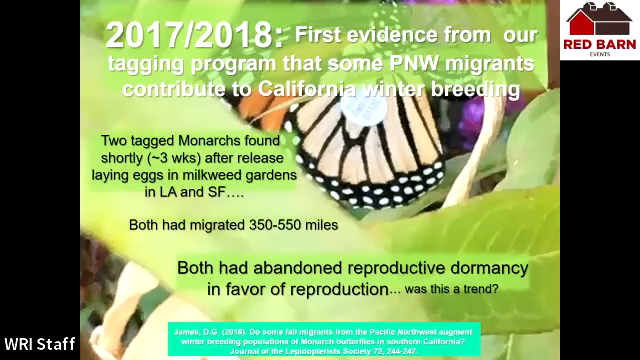 2017/2018: First evidence from our
tagging program that some PNW migrants
contribute to California winter breeding
RED BARN
EVENTS
Two tagged Monarchs found
shortly (~3 wks) after release
laying eggs in milkweed gardens
in LA and SF....
Both had migrated 350-550 miles
Both had abandoned reproductive dormancy
in favor of reproduction... was this a trend?
James, D.G. (2018). Do some fall migrants from the Pacific Northwest augment
winter breeding populations of Monarch butterflies in southern California?
Journal of the Lepidopterists Society 72, 244-247.
WRI Staff